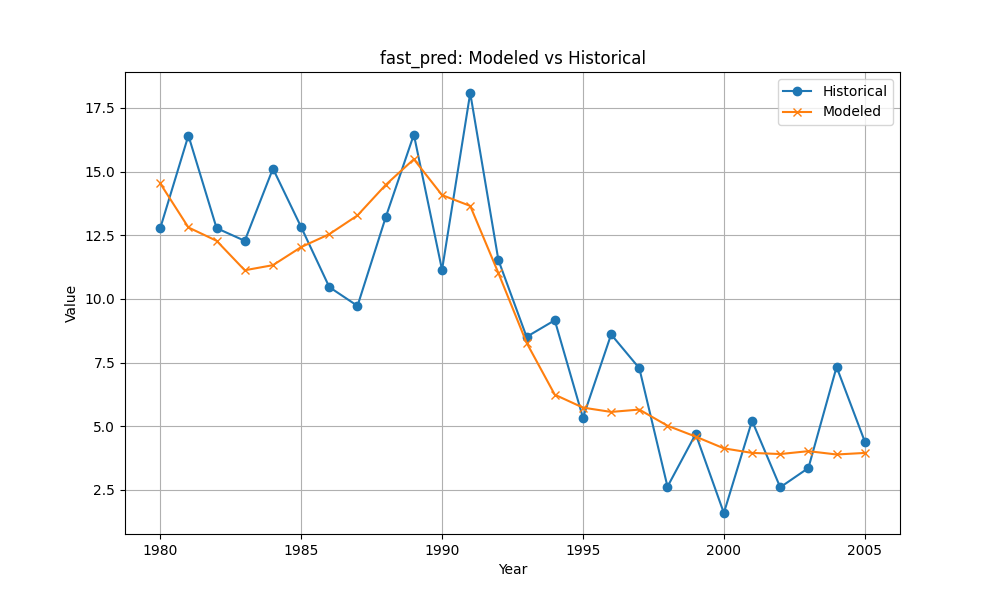 fast_pred: Modeled vs Historical
Historical
Modeled
17.5
15.0
12.5
10.0
7.5
5.0
2.5
Value
1980
1985
1990
1995
2000
2005
Year